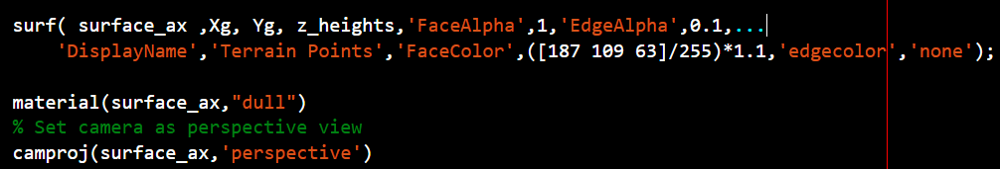 surf( surface_ax ,Xg, Yg, z_heights,'FaceAlpha',1,'EdgeAlpha',0.1,...
'DisplayName','Terrain Points','FaceColor',([187 109 63]/255)*1.1,'edgecolor','none');
material(surface_ax,"dull")
% Set camera as perspective view
camproj(surface_ax,'perspective')